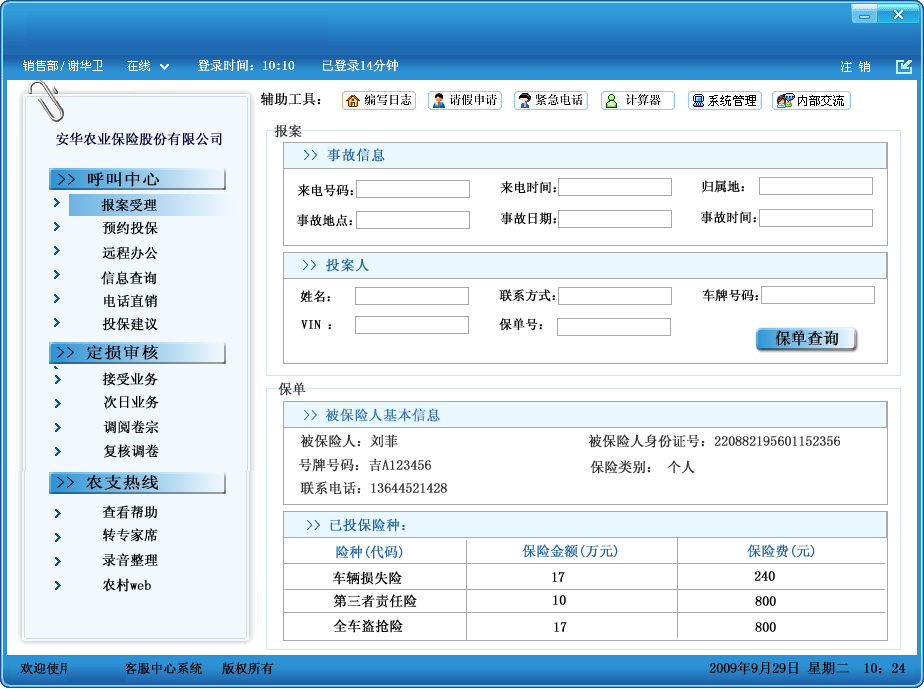 销售部/谢华卫 在线 登录时间：10:10 已登录14分钟 注 销
辅助工具： 编写日志 请假申请 紧急电话 计算器 系统管理 内部交流
安华农业保险股份有限公司
>> 呼叫中心
报案受理
预约投保
远程办公
信息查询
电话直销
投保建议
>> 定损审核
接受业务
次日业务
调阅卷宗
复核调卷
>> 农支热线
查看帮助
转专家席
录音整理
农村web
报案
>> 事故信息
来电号码： 来电时间： 归属地：
事故地点： 事故日期： 事故时间：
>> 投案人
姓名： 联系方式： 车牌号码：
VIN ： 保单号：
保单查询
保单
>> 被保险人基本信息
被保险人：刘菲 被保险人身份证号：220882195601152356
号牌号码：吉A123456 保险类别： 个人
联系电话：13644521428
>> 已投保险种：
险种(代码) 保险金额(万元) 保险费(元)
车辆损失险 17 240
第三者责任险 10 800
全车盗抢险 17 800
欢迎使用 客服中心系统 版权所有 2009年9月29日 星期二 10：24